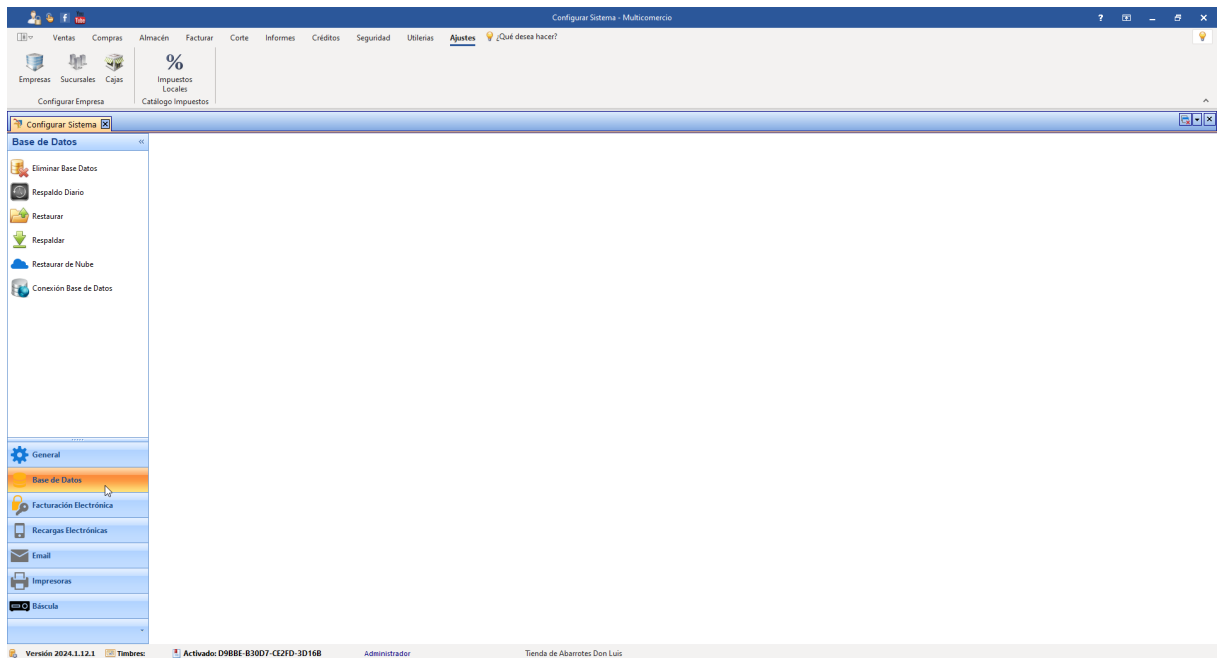 Configurar Sistema - Multicomercio
Ventas Compras Almacén Facturar Corte Informes Créditos Seguridad Utilerias Ajustes ¿Qué desea hacer?
Empresas Sucursales Cajas Impuestos Locales
Configurar Empresa Catálogo Impuestos
Configurar Sistema
Base de Datos
Eliminar Base Datos
Respaldo Diario
Restaurar
Respaldar
Restaurar de Nube
Conexión Base de Datos
General
Base de Datos
Facturación Electrónica
Recargas Electrónicas
Email
Impresoras
Báscula
Versión 2024.1.12.1 Timbres: Activado: D9BBE-B30D7-CE2FD-3D16B Administrador Tienda de Abarrotes Don Luis